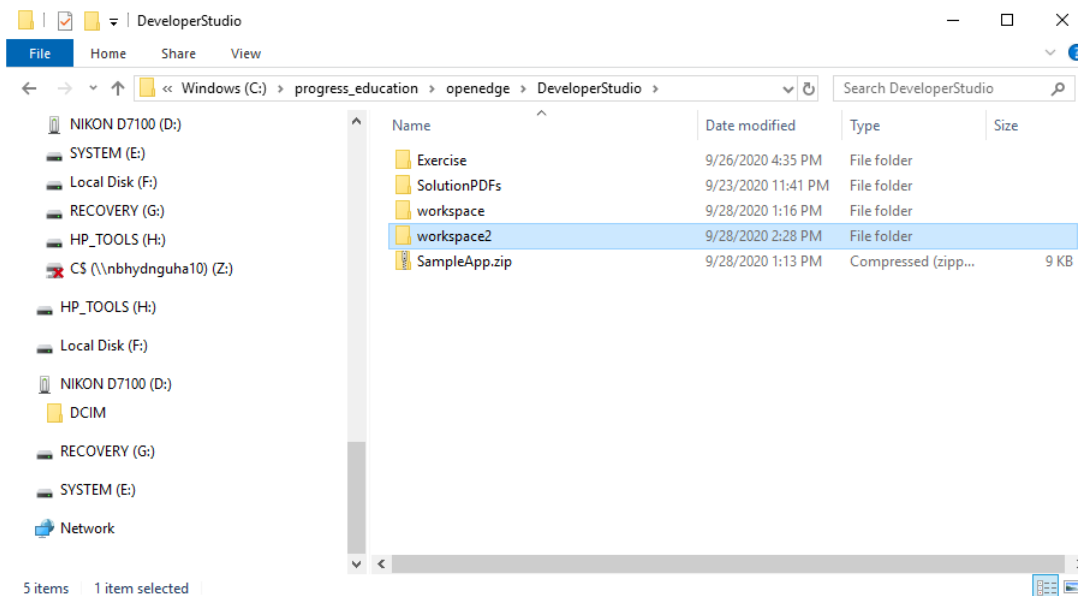 DeveloperStudio
File Home Share View
« Windows (C:) › progress_education › openedge › DeveloperStudio ›
Search DeveloperStudio
NIKON D7100 (D:)
SYSTEM (E:)
Local Disk (F:)
RECOVERY (G:)
HP_TOOLS (H:)
C$ (\\nbhydnguha10) (Z:)
HP_TOOLS (H:)
Local Disk (F:)
NIKON D7100 (D:)
DCIM
RECOVERY (G:)
SYSTEM (E:)
Network
Name Date modified Type Size
Exercise 9/26/2020 4:35 PM File folder
SolutionPDFs 9/23/2020 11:41 PM File folder
workspace 9/28/2020 1:16 PM File folder
workspace2 9/28/2020 2:28 PM File folder
SampleApp.zip 9/28/2020 1:13 PM Compressed (zipp... 9 KB
5 items 1 item selected